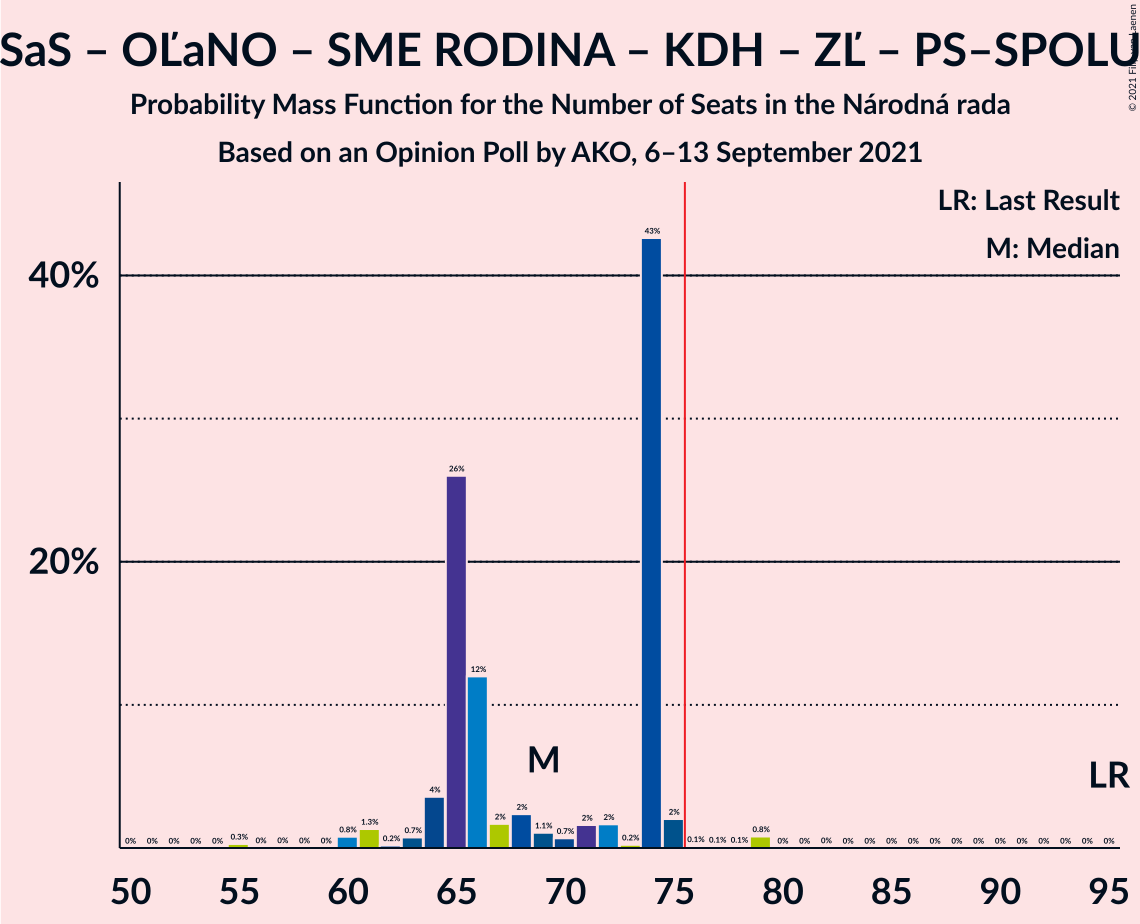 SaS – OĽaNO – SME RODINA – KDH – ZĽ – PS–SPOLU
Probability Mass Function for the Number of Seats in the Národná rada
Based on an Opinion Poll by AKO, 6–13 September 2021
© 2021 Filip van Laenen
LR: Last Result
M: Median
43%
40%
26%
20%
12%
M
LR
0% 0% 0% 0% 0% 0.3% 0% 0% 0% 0% 0.8% 1.3% 0.2% 0.7% 4% 2% 2% 1.1% 0.7% 2% 2% 0.2% 2% 0.1% 0.1% 0.1% 0.8% 0% 0% 0% 0% 0% 0% 0% 0% 0% 0% 0% 0% 0% 0% 0% 0%
50 55 60 65 70 75 80 85 90 95